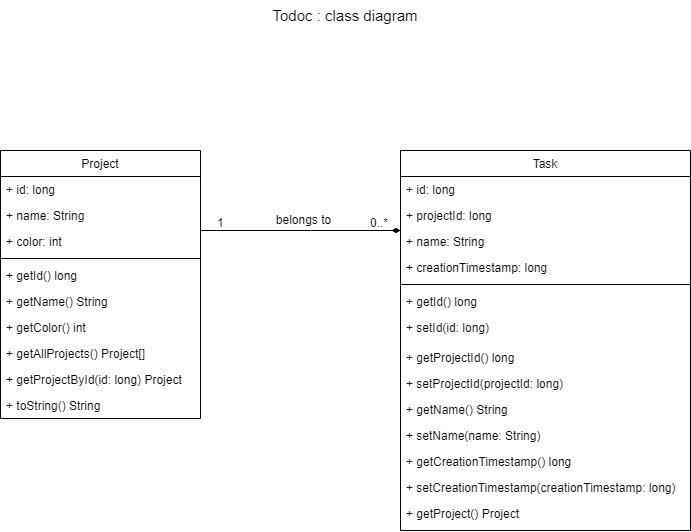 Todoc : class diagram
Project
+ id: long
+ name: String
+ color: int
+ getId() long
+ getName() String
+ getColor() int
+ getAllProjects() Project[]
+ getProjectById(id: long) Project
+ toString() String
1
belongs to
0..*
Task
+ id: long
+ projectId: long
+ name: String
+ creationTimestamp: long
+ getId() long
+ setId(id: long)
+ getProjectId() long
+ setProjectId(projectId: long)
+ getName() String
+ setName(name: String)
+ getCreationTimestamp() long
+ setCreationTimestamp(creationTimestamp: long)
+ getProject() Project